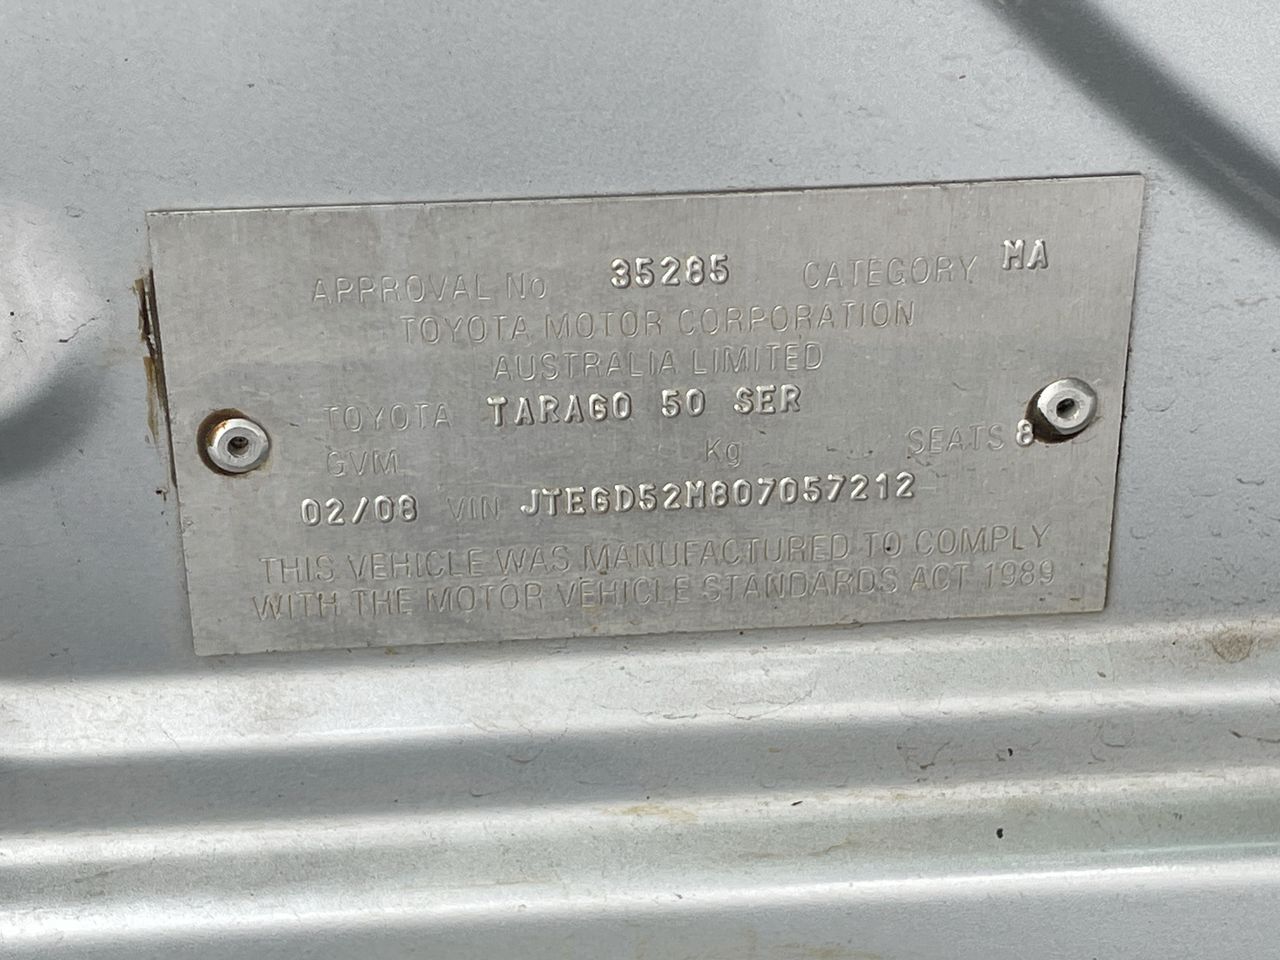 APPROVAL No 35285 CATEGORY MA
TOYOTA MOTOR CORPORATION
AUSTRALIA LIMITED
TOYOTA TARAGO 50 SER
GVM Kg SEATS 8
02/08 VIN JTEGD52M807057212
THIS VEHICLE WAS MANUFACTURED TO COMPLY
WITH THE MOTOR VEHICLE STANDARDS ACT 1989